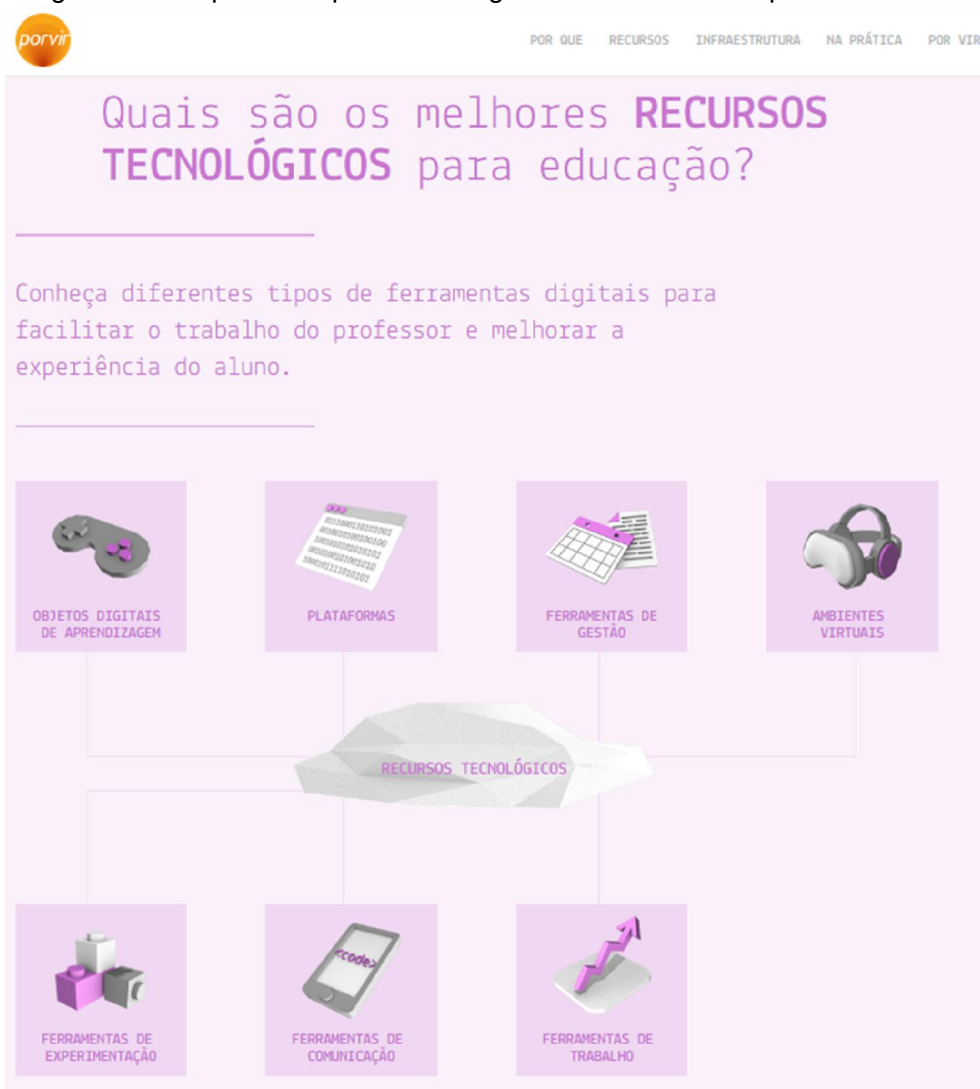 porvir
POR QUE RECURSOS INFRAESTRUTURA NA PRÁTICA POR VIR
Quais são os melhores RECURSOS
TECNOLÓGICOS para educação?
Conheça diferentes tipos de ferramentas digitais para
facilitar o trabalho do professor e melhorar a
experiência do aluno.
OBJETOS DIGITAIS
DE APRENDIZAGEM
PLATAFORMAS
FERRAMENTAS DE
GESTÃO
AMBIENTES
VIRTUAIS
RECURSOS TECNOLÓGICOS
FERRAMENTAS DE
EXPERIMENTAÇÃO
<code>
FERRAMENTAS DE
COMUNICAÇÃO
FERRAMENTAS DE
TRABALHO